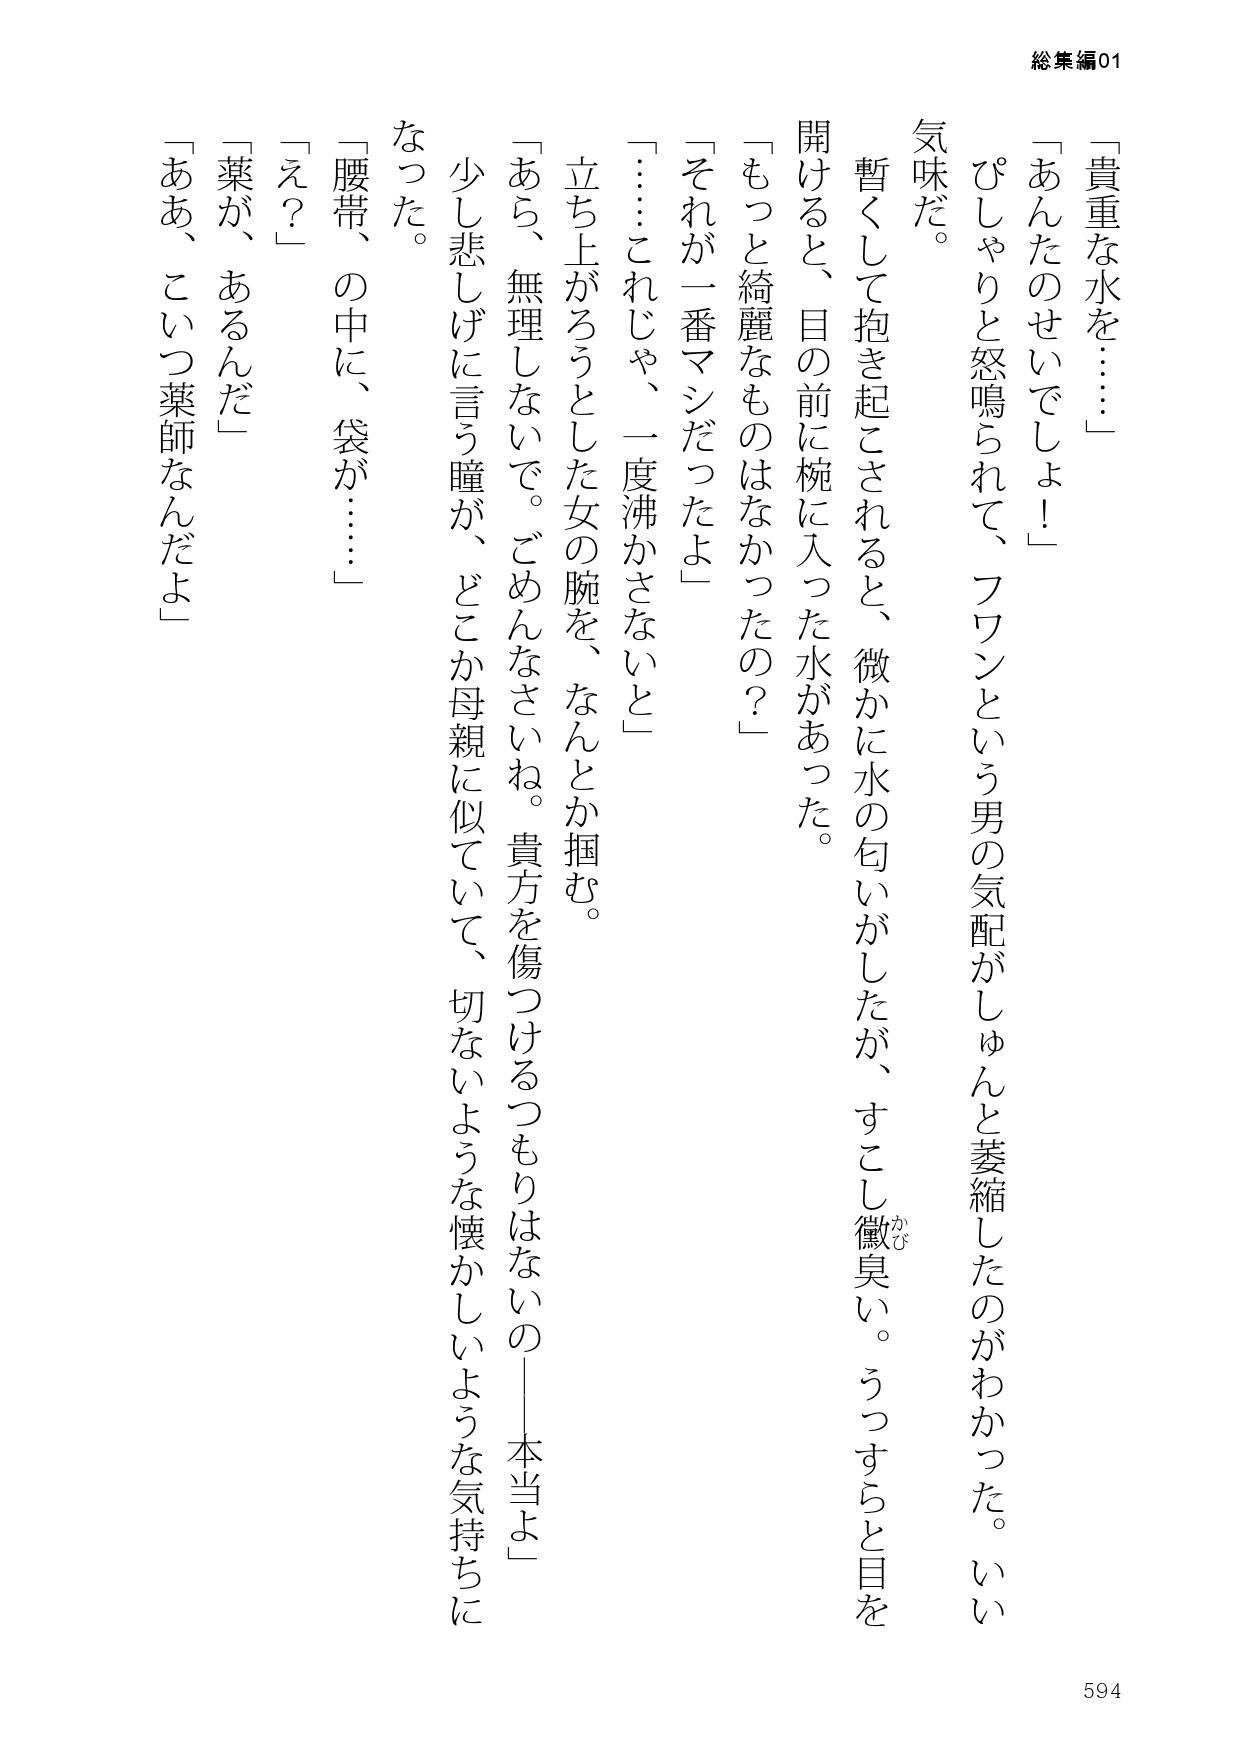 総集編01
「貴重な水を……」
「あんたのせいでしょ！」
ぴしゃりと怒鳴られて、フワンという男の気配がしゅんと萎縮したのがわかった。いい
気味だ。
暫くして抱き起こされると、微かに水の匂いがしたが、すこし黴臭い。うっすらと目を
かび
開けると、目の前に椀に入った水があった。
「もっと綺麗なものはなかったの？」
「それが一番マシだったよ」
「……これじゃ、一度沸かさないと」
立ち上がろうとした女の腕を、なんとか掴む。
「あら、無理しないで。ごめんなさいね。貴方を傷つけるつもりはないの――本当よ」
少し悲しげに言う瞳が、どこか母親に似ていて、切ないような懐かしいような気持ちに
なった。
「腰帯、の中に、袋が……」
「え？」
「薬が、あるんだ」
「ああ、こいつ薬師なんだよ」
594